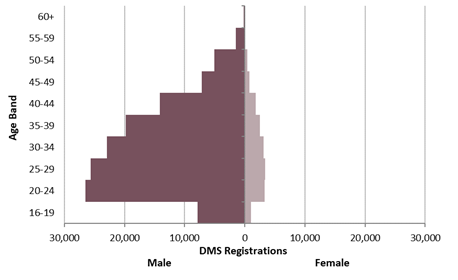 60+
55-59
50-54
45-49
40-44
35-39
30-34
25-29
20-24
16-19
Age Band
30,000 20,000 10,000 0 10,000 20,000 30,000
DMS Registrations
Male Female